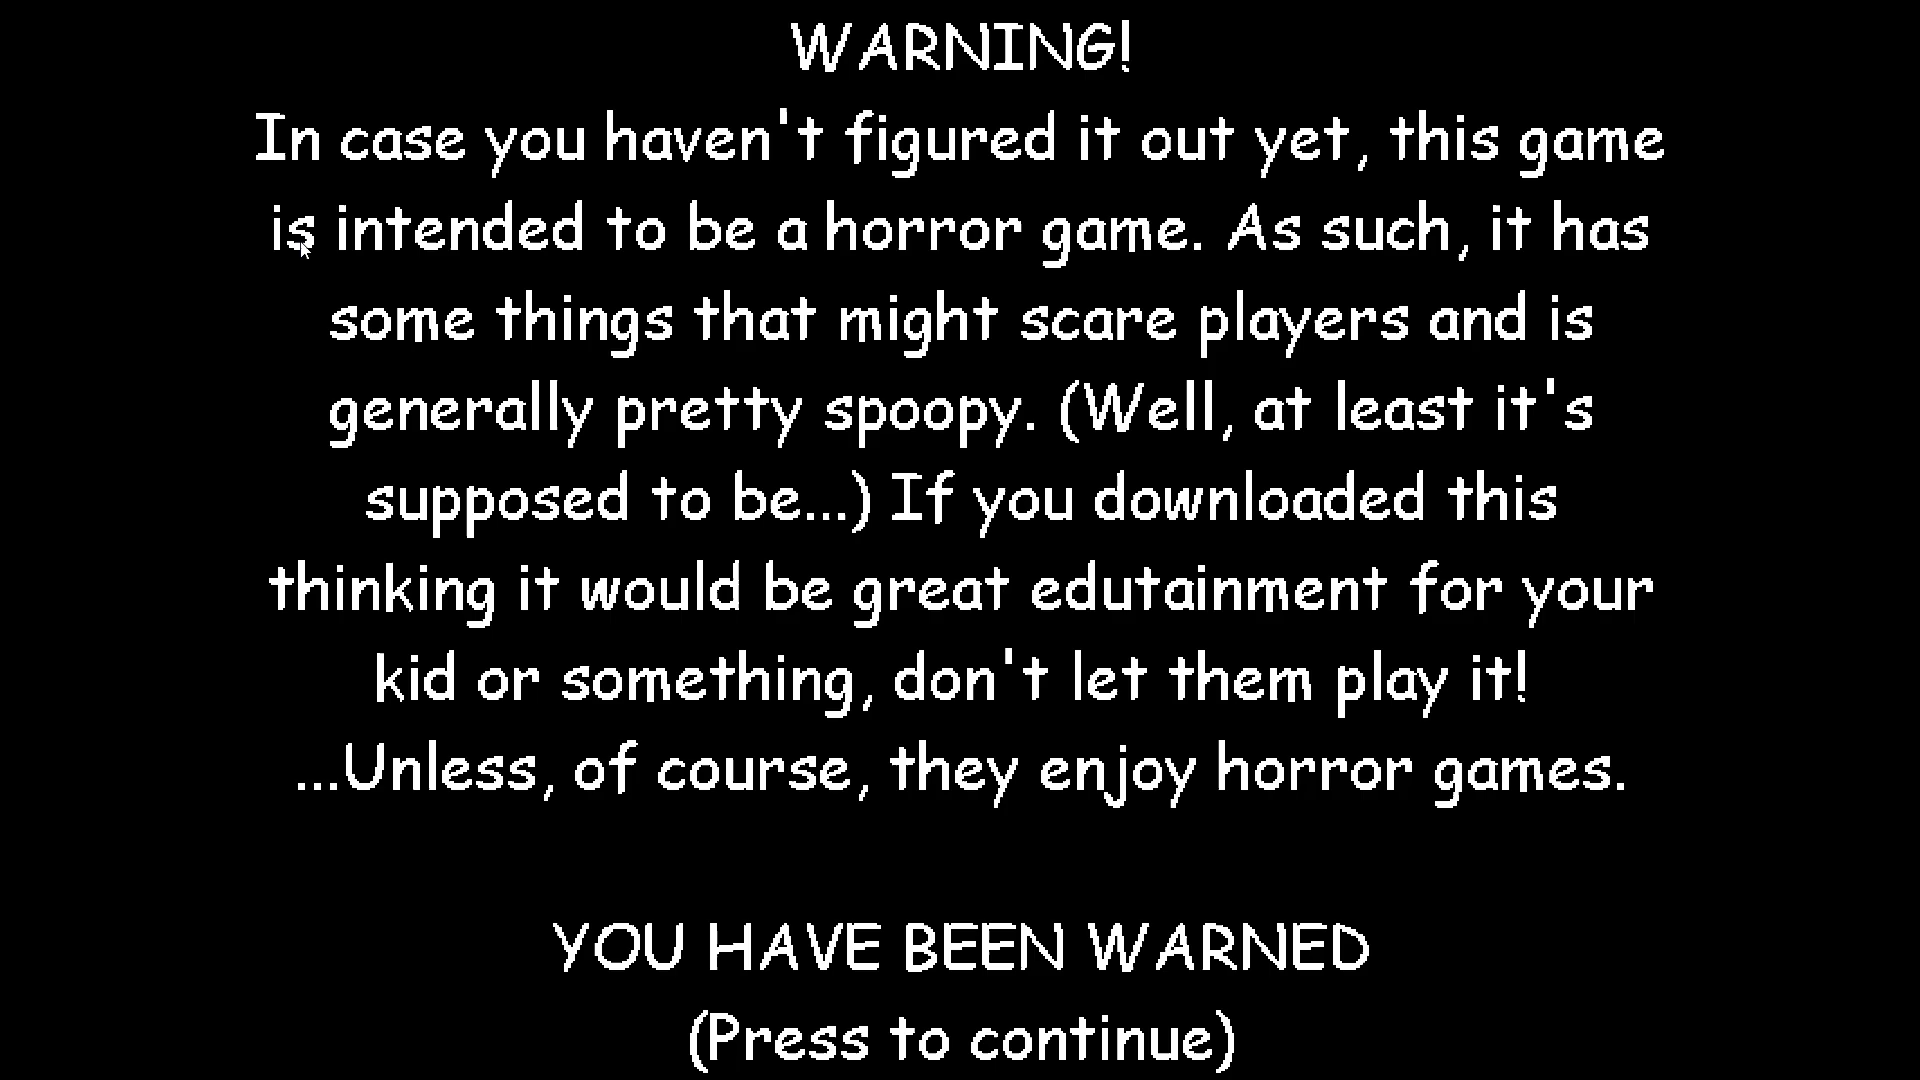 WARNING!
In case you haven't figured it out yet, this game
is intended to be a horror game. As such, it has
some things that might scare players and is
generally pretty spoopy. (Well, at least it's
supposed to be...) If you downloaded this
thinking it would be great edutainment for your
kid or something, don't let them play it!
...Unless, of course, they enjoy horror games.
YOU HAVE BEEN WARNED
(Press to continue)